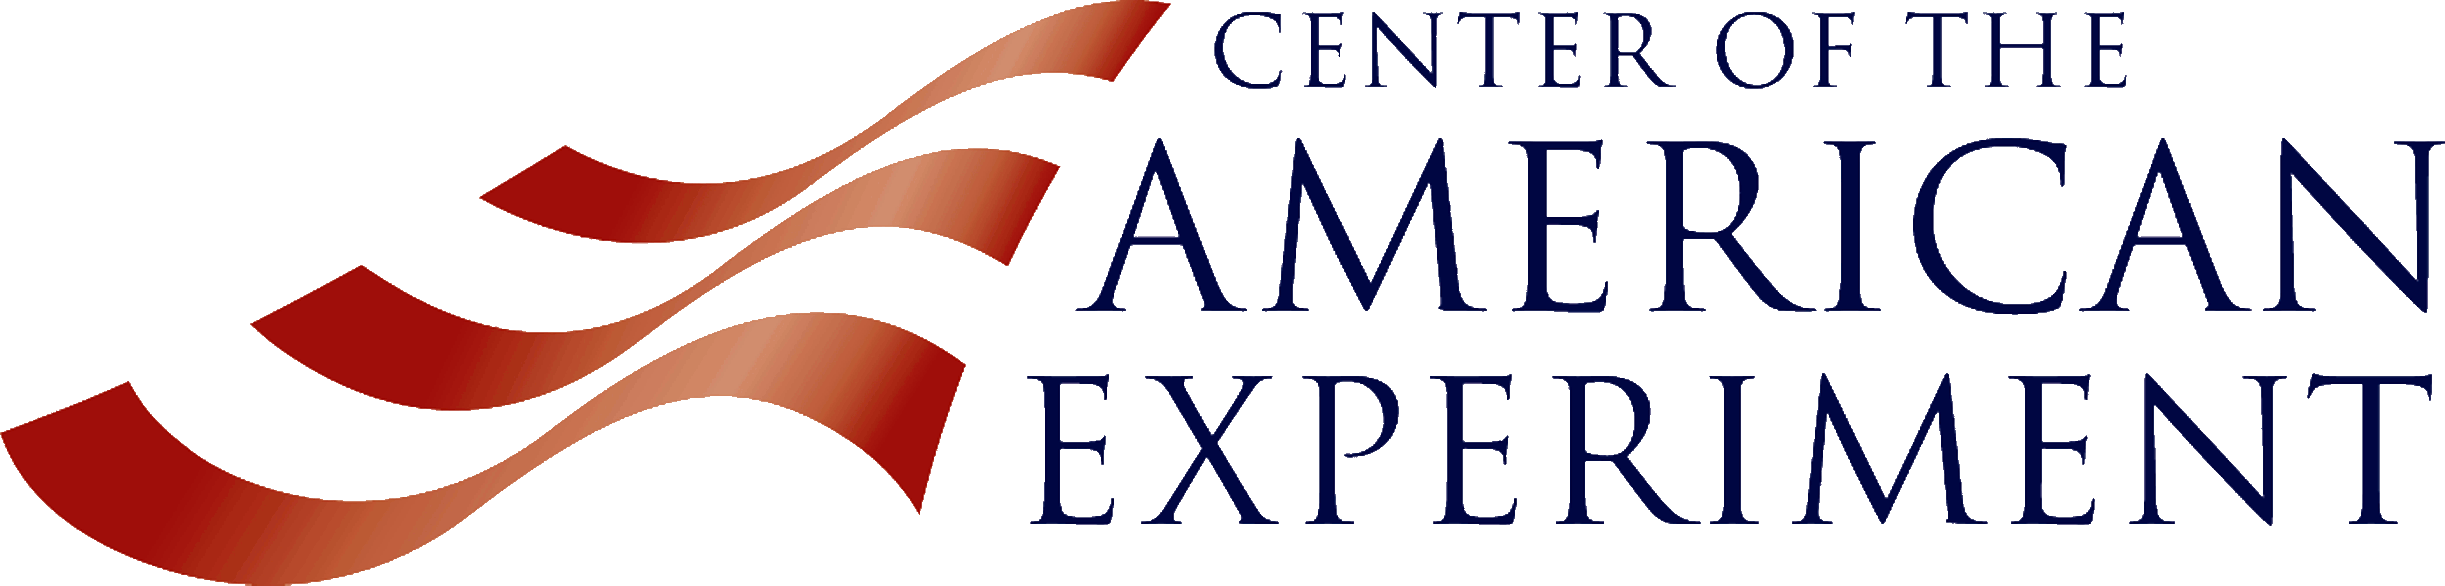 CENTER OF THE
AMERICAN
EXPERIMENT